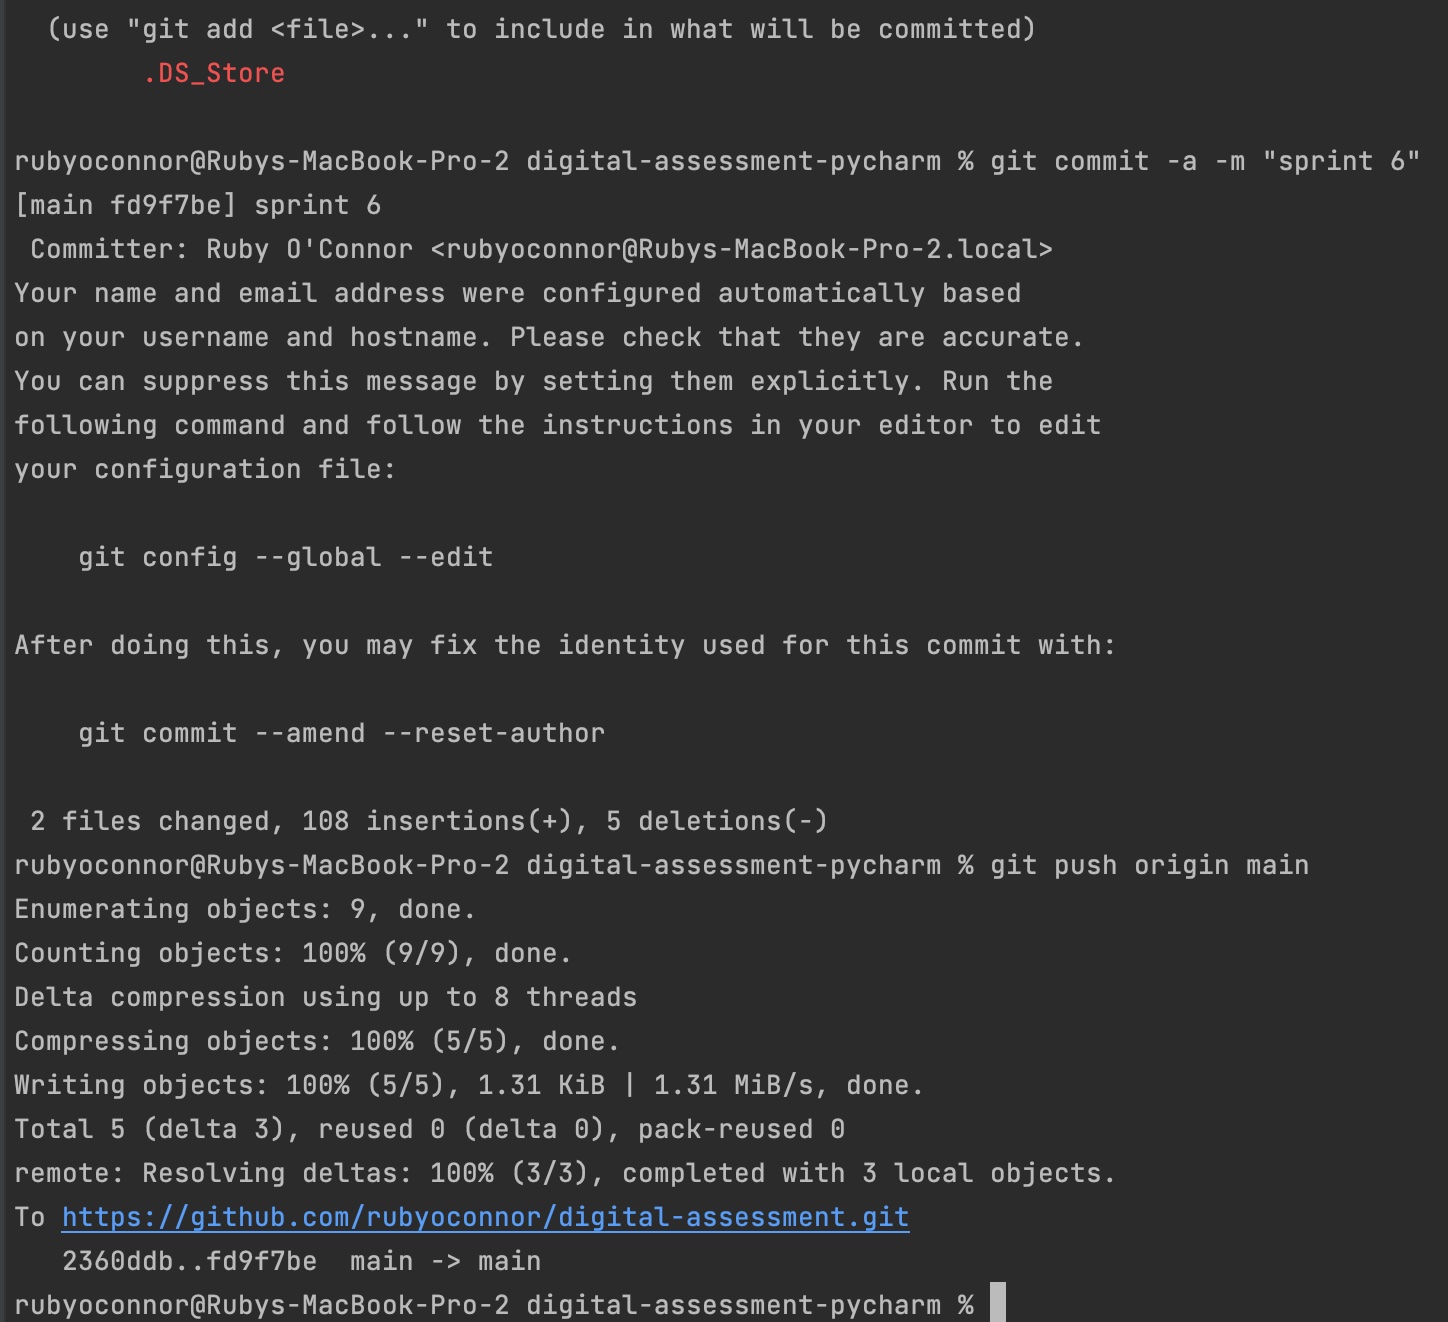 (use "git add <file>..." to include in what will be committed)
.DS_Store
rubyoconnor@Rubys-MacBook-Pro-2 digital-assessment-pycharm % git commit -a -m "sprint 6"
[main fd9f7be] sprint 6
Committer: Ruby O'Connor <rubyoconnor@Rubys-MacBook-Pro-2.local>
Your name and email address were configured automatically based
on your username and hostname. Please check that they are accurate.
You can suppress this message by setting them explicitly. Run the
following command and follow the instructions in your editor to edit
your configuration file:
git config --global --edit
After doing this, you may fix the identity used for this commit with:
git commit --amend --reset-author
2 files changed, 108 insertions(+), 5 deletions(-)
rubyoconnor@Rubys-MacBook-Pro-2 digital-assessment-pycharm % git push origin main
Enumerating objects: 9, done.
Counting objects: 100% (9/9), done.
Delta compression using up to 8 threads
Compressing objects: 100% (5/5), done.
Writing objects: 100% (5/5), 1.31 KiB | 1.31 MiB/s, done.
Total 5 (delta 3), reused 0 (delta 0), pack-reused 0
remote: Resolving deltas: 100% (3/3), completed with 3 local objects.
To https://github.com/rubyoconnor/digital-assessment.git
2360ddb..fd9f7be  main -> main
rubyoconnor@Rubys-MacBook-Pro-2 digital-assessment-pycharm %